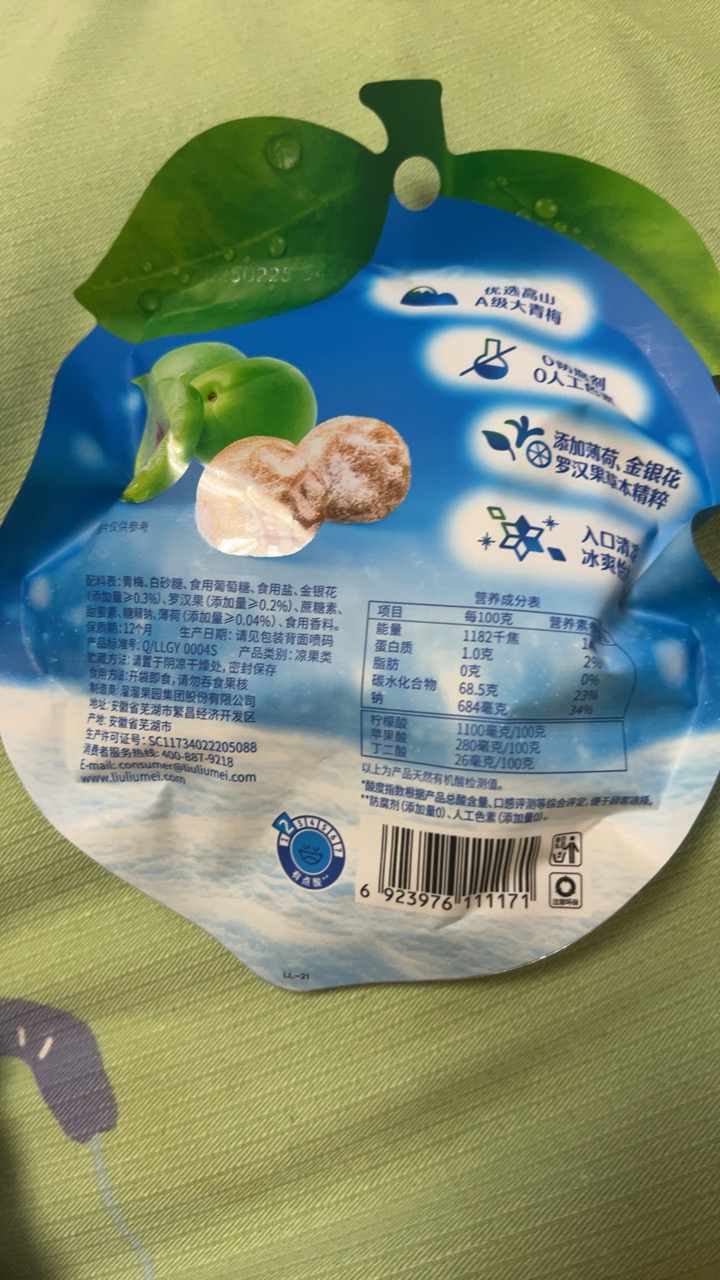 优选高山
A级大青梅
0人工
添加薄荷、金银花
罗汉果草本精粹
入口清
冰爽
仅供参考
配料表：青梅、白砂糖、食用葡萄糖、食用盐、金银花
(添加量≥0.3%)、罗汉果(添加量≥0.2%)、蔗糖素、
甜蜜素、糖精钠、薄荷(添加量≥0.04%)、食用香料。
保质期：12个月 生产日期：请见包装背面喷码
产品标准号：Q/LLGY 0004S 产品类别：凉果类
贮藏方法：请置于阴凉干燥处，密封保存
食用方法：开袋即食，请勿吞食果核
制造商：溜溜果园集团股份有限公司
地址：安徽省芜湖市繁昌经济开发区
产地：安徽省芜湖市
生产许可证号：SC11734022205088
消费者服务热线：400-887-9218
E-mail: consumer@liuliumei.com
www.liuliumei.com
营养成分表
项目 每100克 营养素
能量 1182千焦
蛋白质 1.0克 2%
脂肪 0克 0%
碳水化合物 68.5克 23%
钠 684毫克 34%
柠檬酸 1100毫克/100克
苹果酸 280毫克/100克
丁二酸 26毫克/100克
以上为产品天然有机酸检测值。
*酸度指数根据产品总酸含量、口感评测等综合评定，便于顾客选择。
**防腐剂(添加量0)、人工色素(添加量0)。
1 2 3 4 5 6 7
有点酸**
6 923976 111171
注意环保
LL-21